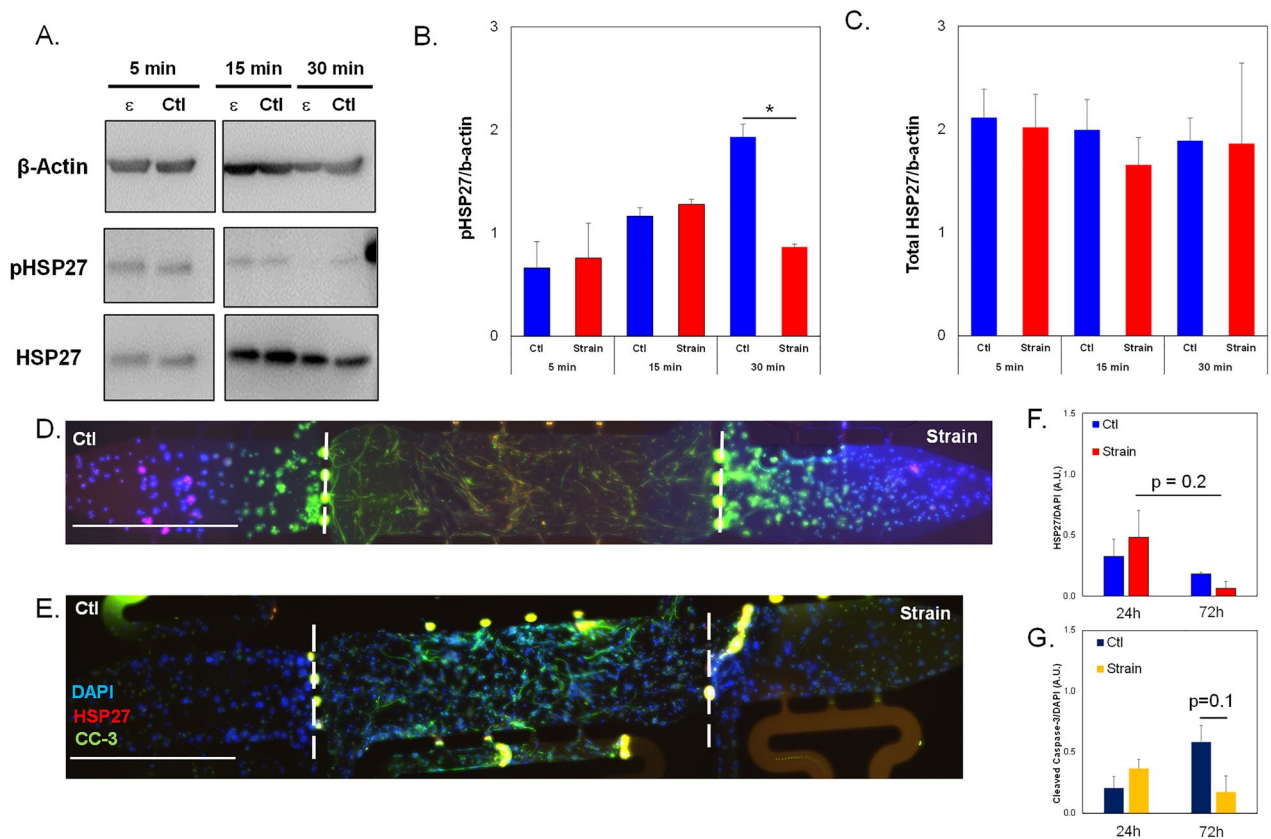 A.
5 min 15 min 30 min
ε Ctl ε Ctl ε Ctl
β-Actin
pHSP27
HSP27
B.
3
2
1
0
pHSP27/b-actin
*
Ctl Strain Ctl Strain Ctl Strain
5 min 15 min 30 min
C.
3
2
1
0
Total HSP27/b-actin
Ctl Strain Ctl Strain Ctl Strain
5 min 15 min 30 min
D.
Ctl
Strain
E.
Ctl
Strain
DAPI
HSP27
CC-3
F.
1.5
1.0
0.5
0.0
HSP27/DAPI (A.U.)
Ctl
Strain
p = 0.2
24h 72h
G.
1.5
1.0
0.5
0.0
Cleaved Caspase-3/DAPI (A.U.)
Ctl
Strain
p=0.1
24h 72h